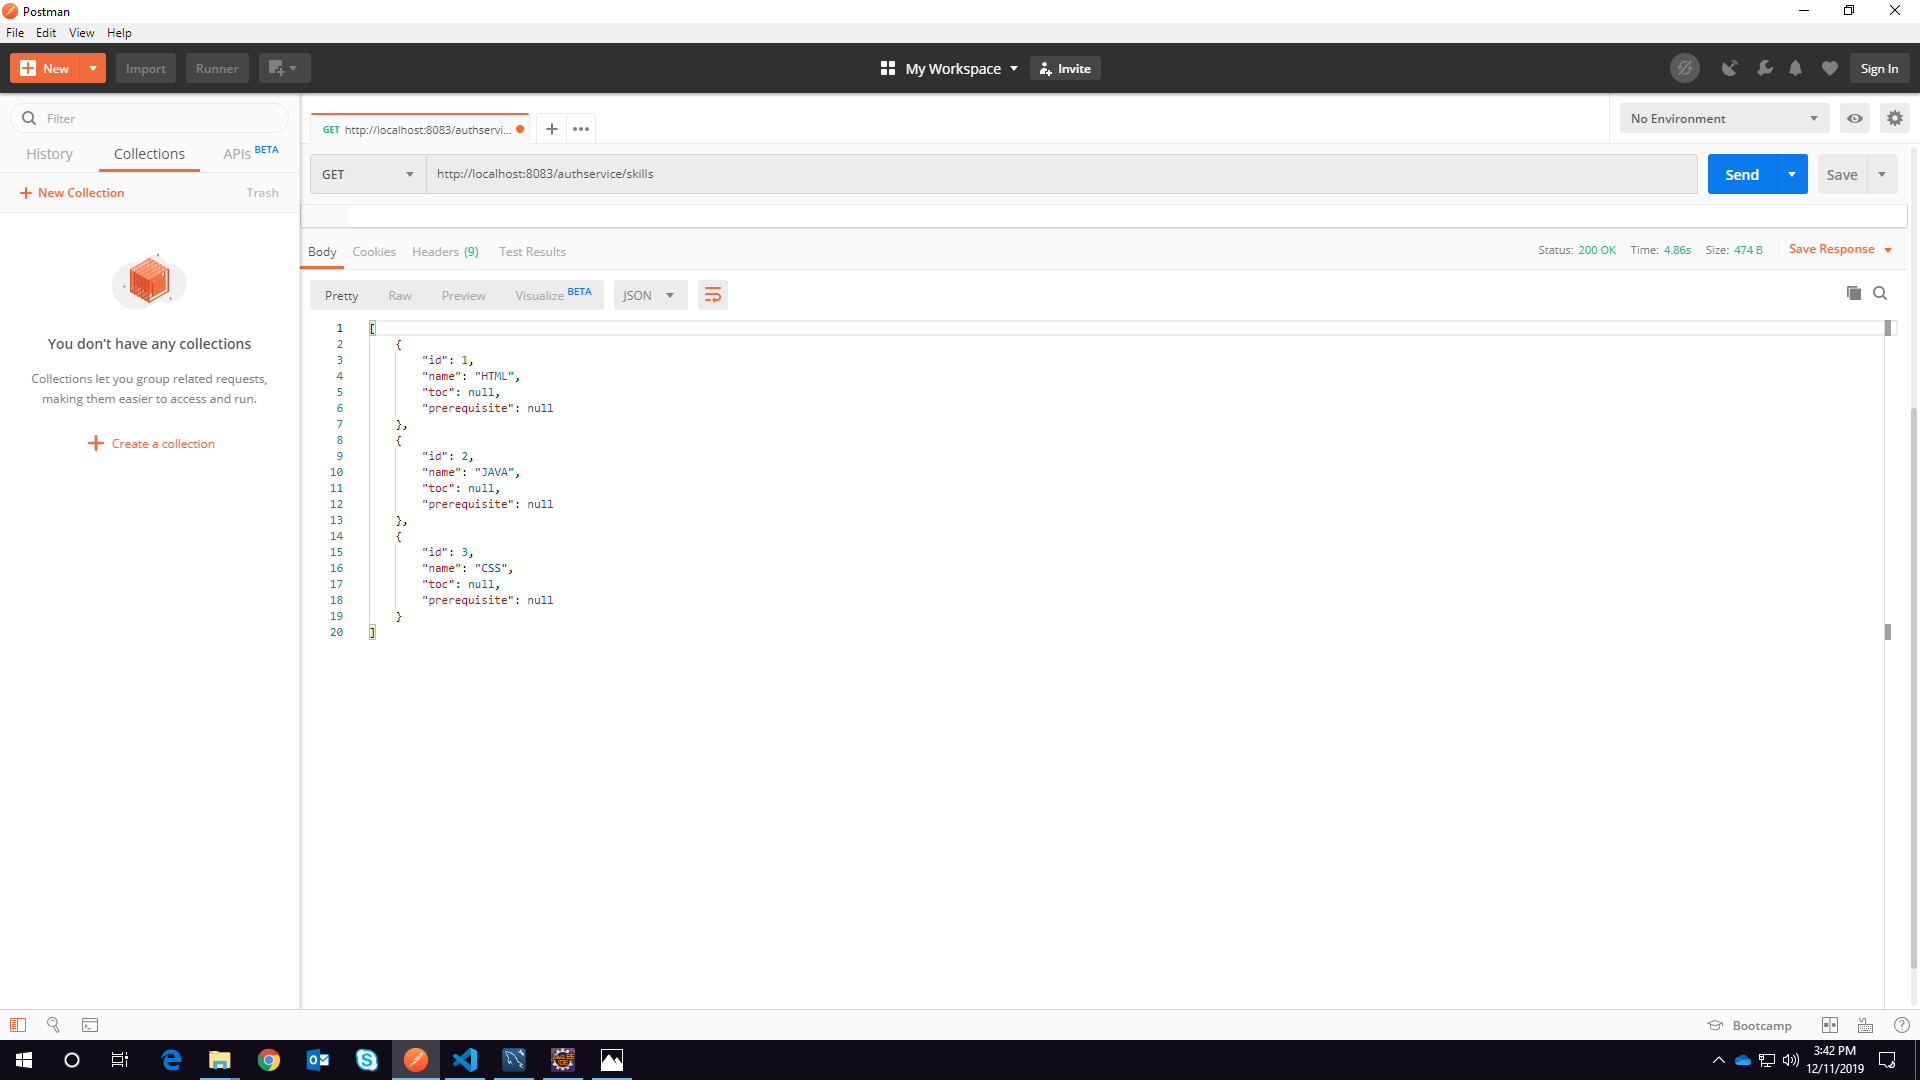 Postman
File Edit View Help
New Import Runner My Workspace Invite Sign In
Filter
History Collections APIs BETA
New Collection Trash
You don't have any collections
Collections let you group related requests,
making them easier to access and run.
Create a collection
GET http://localhost:8083/authservi...
No Environment
GET http://localhost:8083/authservice/skills Send Save
Body Cookies Headers (9) Test Results Status: 200 OK Time: 4.86s Size: 474 B Save Response
Pretty Raw Preview Visualize BETA JSON
1 [
2 {
3 "id": 1,
4 "name": "HTML",
5 "toc": null,
6 "prerequisite": null
7 },
8 {
9 "id": 2,
10 "name": "JAVA",
11 "toc": null,
12 "prerequisite": null
13 },
14 {
15 "id": 3,
16 "name": "CSS",
17 "toc": null,
18 "prerequisite": null
19 }
20 ]
Bootcamp
3:42 PM
12/11/2019